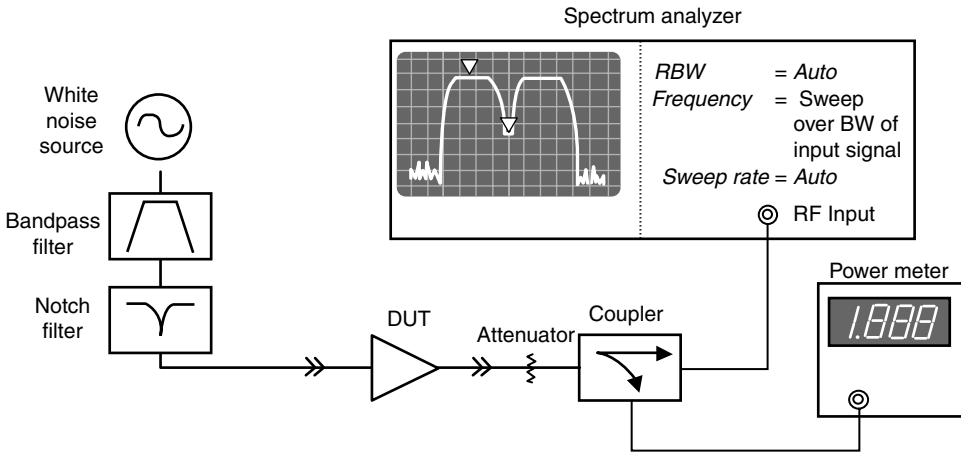 Spectrum analyzer
RBW = Auto
Frequency = Sweep
over BW of
input signal
Sweep rate = Auto
RF Input
White
noise
source
Bandpass
filter
Notch
filter
DUT
Attenuator
Coupler
Power meter
1.888